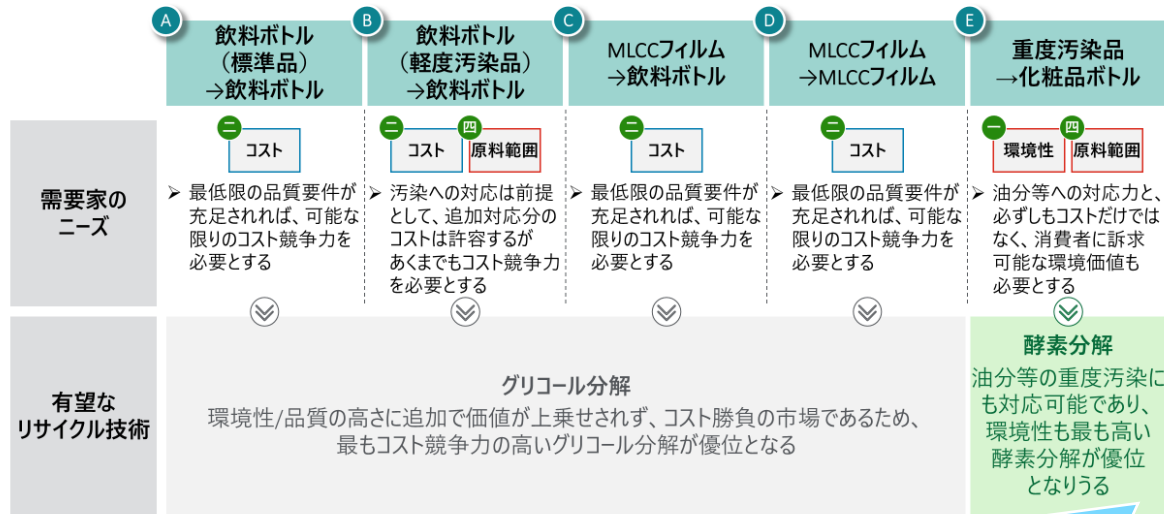 A
飲料ボトル
（標準品）
→飲料ボトル
B
飲料ボトル
（軽度汚染品）
→飲料ボトル
C
MLCCフィルム
→飲料ボトル
D
MLCCフィルム
→MLCCフィルム
E
重度汚染品
→化粧品ボトル
需要家の
ニーズ
二
コスト
➢ 最低限の品質要件が
充足されれば、可能な
限りのコスト競争力を
必要とする
二
コスト
四
原料範囲
➢ 汚染への対応は前提
として、追加対応分の
コストは許容するが
あくまでもコスト競争力
を必要とする
二
コスト
➢ 最低限の品質要件が
充足されれば、可能な
限りのコスト競争力を
必要とする
二
コスト
➢ 最低限の品質要件が
充足されれば、可能な
限りのコスト競争力を
必要とする
一
環境性
四
原料範囲
➢ 油分等への対応力と、
必ずしもコストだけでは
なく、消費者に訴求
可能な環境価値も
必要とする
有望な
リサイクル技術
グリコール分解
環境性/品質の高さに追加で価値が上乗せされず、コスト勝負の市場であるため、
最もコスト競争力の高いグリコール分解が優位となる
酵素分解
油分等の重度汚染に
も対応可能であり、
環境性も最も高い
酵素分解が優位
となりうる